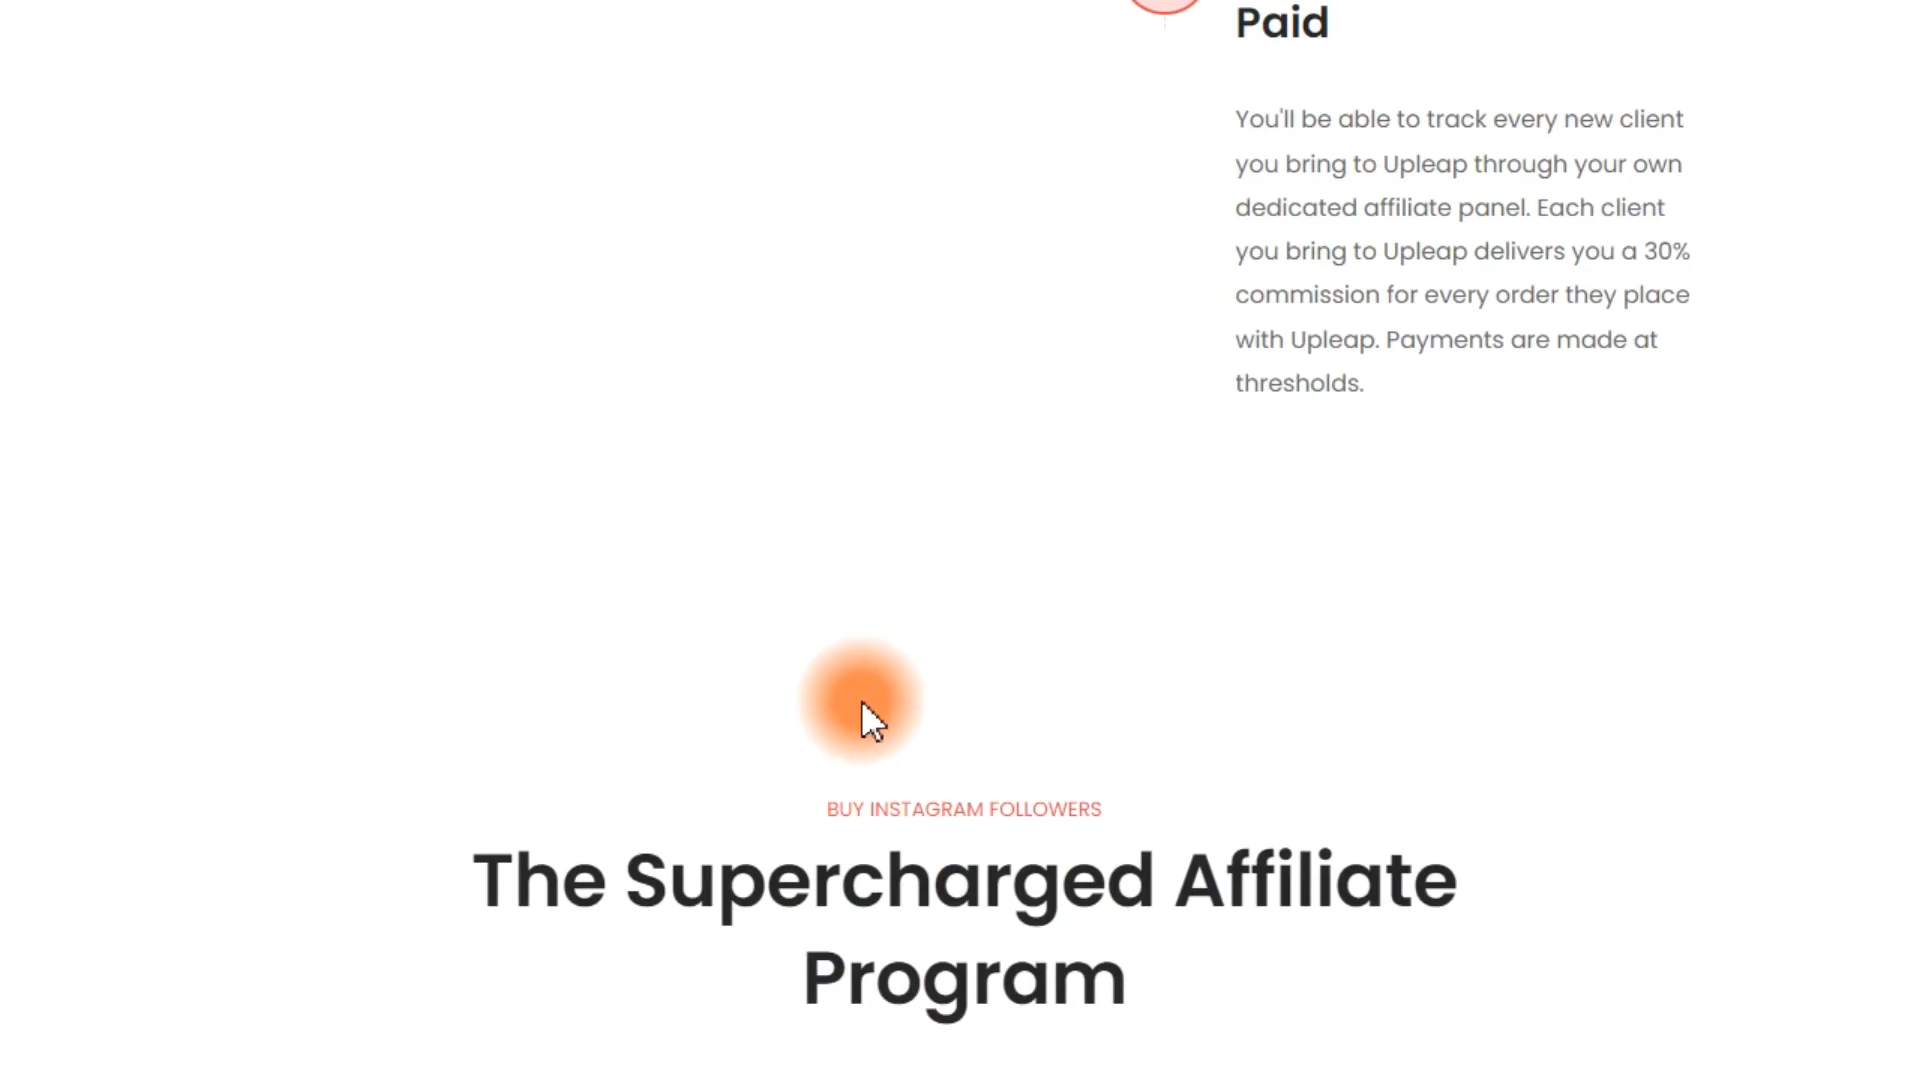 Paid
You'll be able to track every new client
you bring to Upleap through your own
dedicated affiliate panel. Each client
you bring to Upleap delivers you a 30%
commission for every order they place
with Upleap. Payments are made at
thresholds.
BUY INSTAGRAM FOLLOWERS
The Supercharged Affiliate
Program